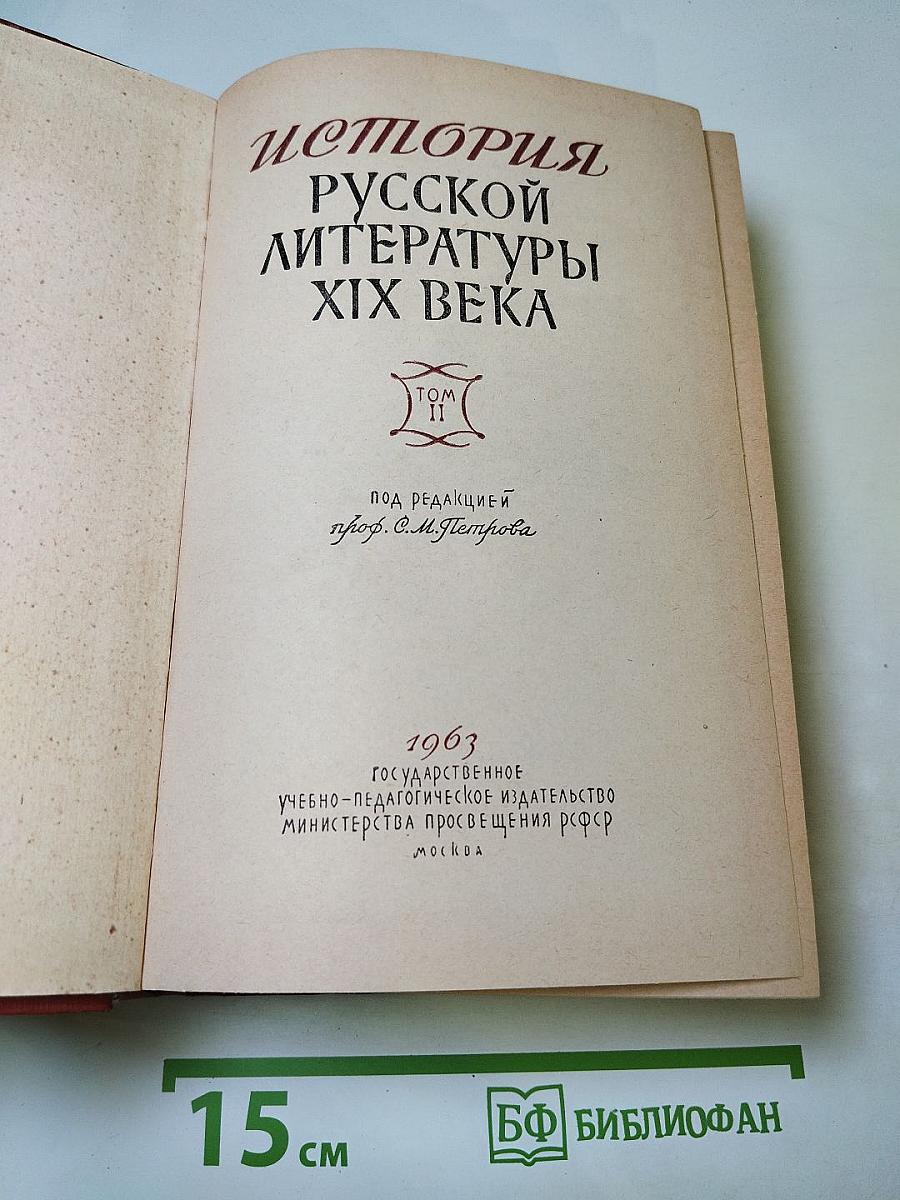 ИСТОРИЯ
РУССКОЙ
ЛИТЕРАТУРЫ
XIX ВЕКА
ТОМ
II
ПОД РЕДАКЦИЕЙ
проф. С.М.Петрова
1963
ГОСУДАРСТВЕННОЕ
УЧЕБНО-ПЕДАГОГИЧЕСКОЕ ИЗДАТЕЛЬСТВО
МИНИСТЕРСТВА ПРОСВЕЩЕНИЯ РСФСР
МОСКВА
15 см
БФ БИБЛИОФАН